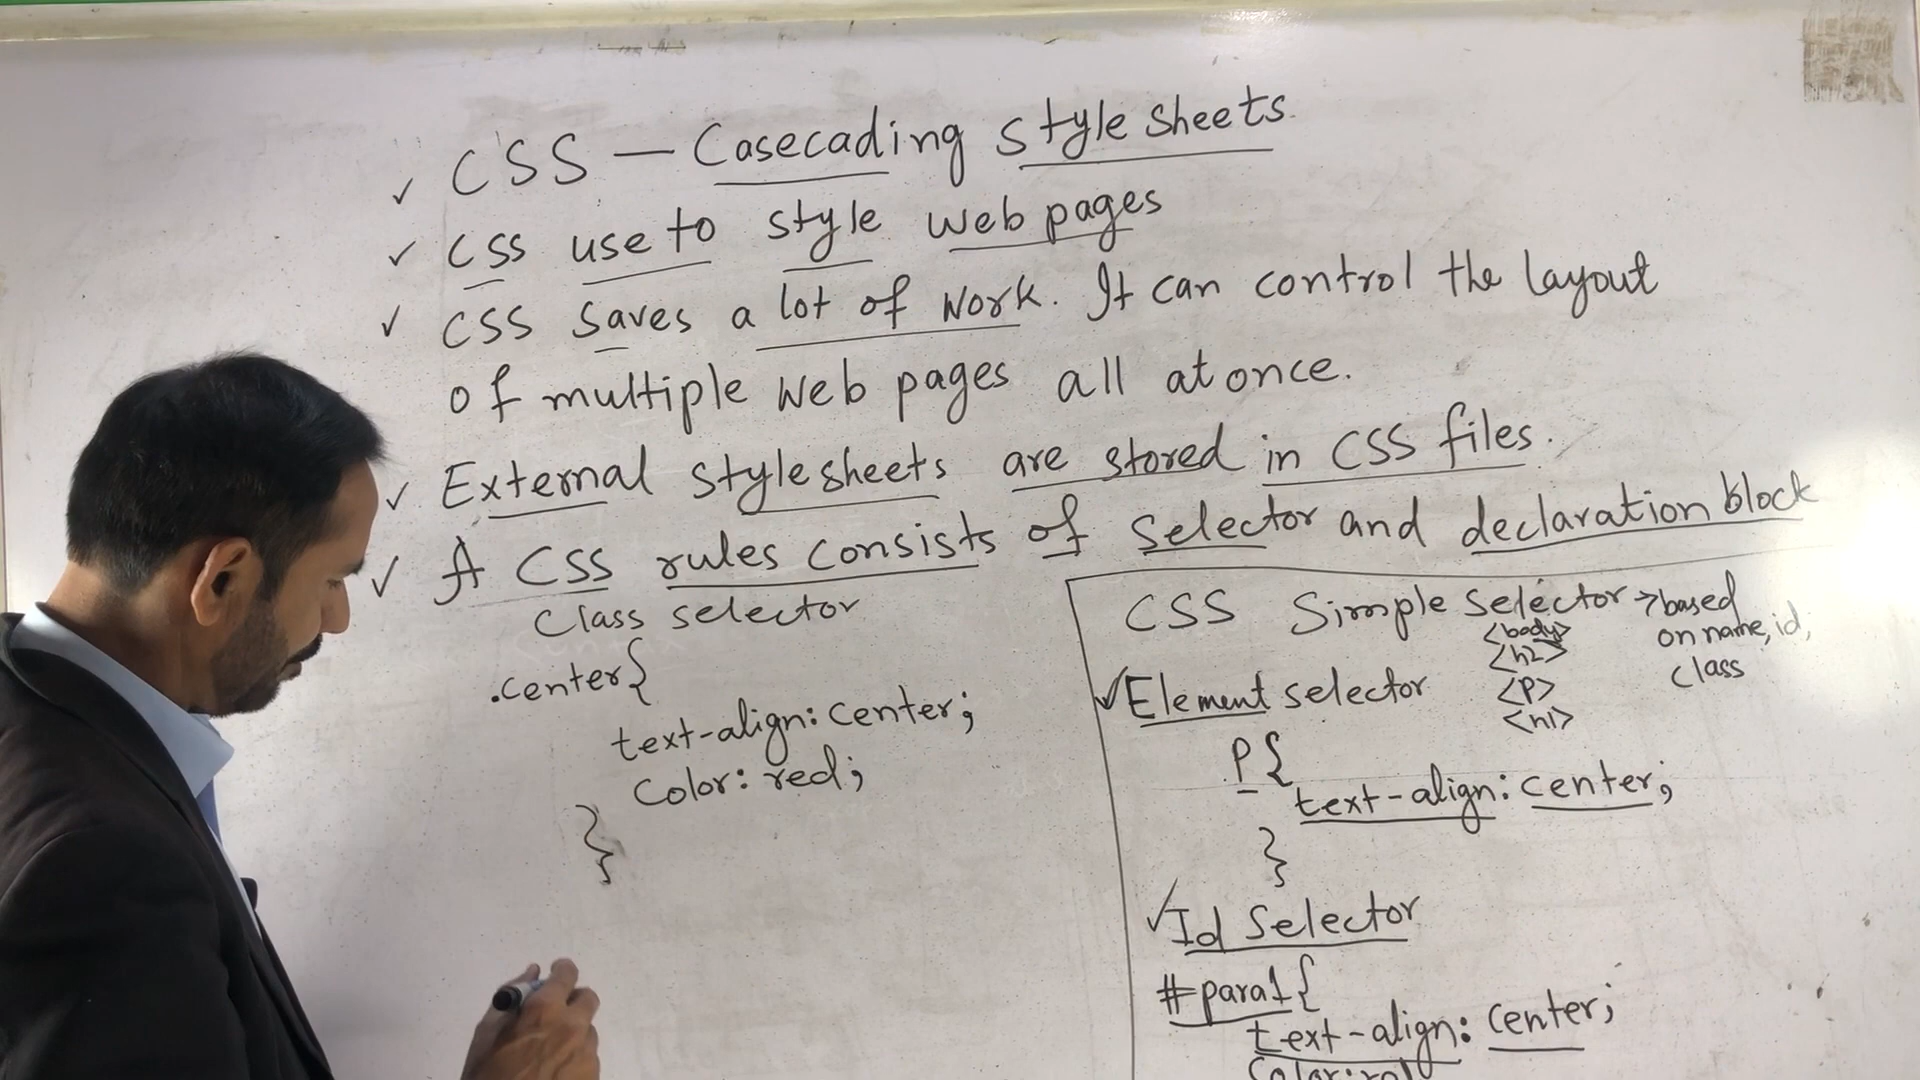 CSS — Casecading style sheets
CSS use to style web pages
CSS saves a lot of work. It can control the layout
of multiple web pages all at once.
External stylesheets are stored in CSS files.
A CSS rules consists of selector and declaration block
class selector
.center{
text-align: center;
color: red;
}
CSS Simple Selector → based
on name, id,
class
<body>
<h2>
<p>
<h1>
Element selector
P{
text-align: center;
}
Id Selector
#para1{
text-align: center;